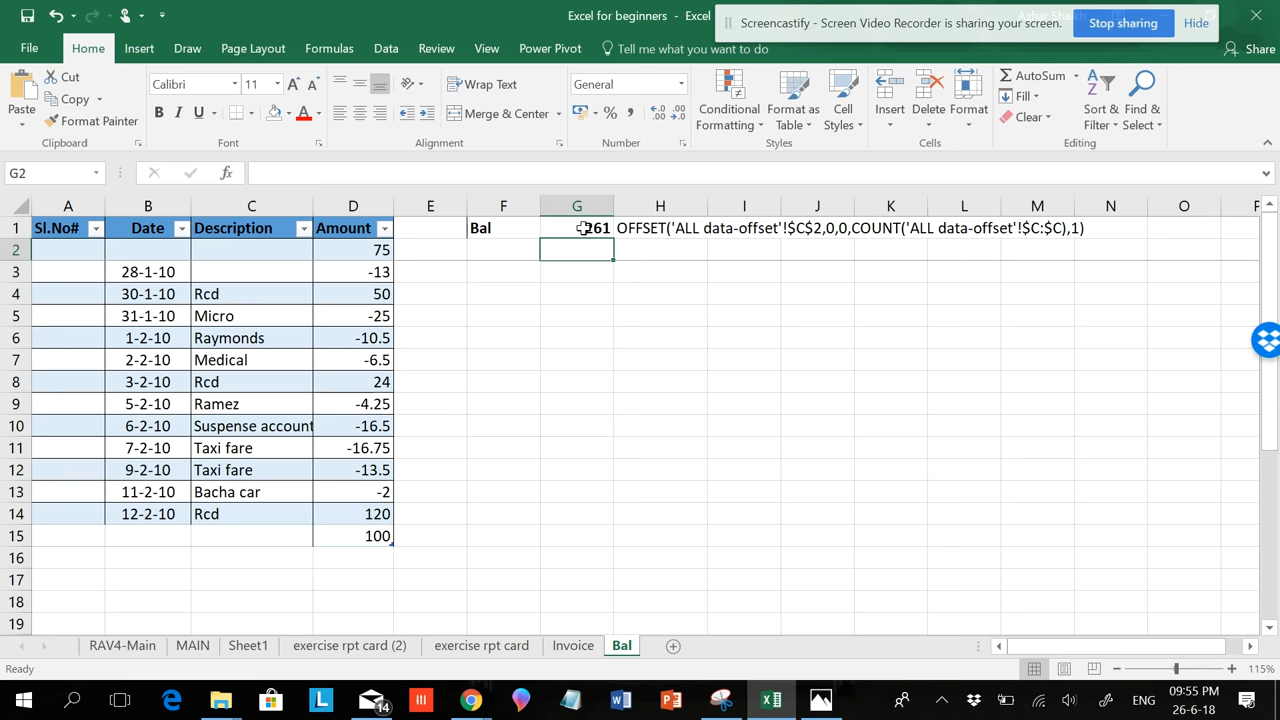 Excel for beginners - Excel
Screencastify - Screen Video Recorder is sharing your screen. Stop sharing Hide
File Home Insert Draw Page Layout Formulas Data Review View Power Pivot Tell me what you want to do Share
Paste Cut Copy Format Painter
Calibri 11 B I U A
Wrap Text Merge & Center
General % ,
Conditional Formatting Format as Table Cell Styles
Insert Delete Format
AutoSum Fill Clear Sort & Filter Find & Select
Clipboard Font Alignment Number Styles Cells Editing
G2 fx
A B C D E F G H I J K L M N O P
1 Sl.No# Date Description Amount Bal 261 OFFSET('ALL data-offset'!$C$2,0,0,COUNT('ALL data-offset'!$C:$C),1)
2 75
3 28-1-10 -13
4 30-1-10 Rcd 50
5 31-1-10 Micro -25
6 1-2-10 Raymonds -10.5
7 2-2-10 Medical -6.5
8 3-2-10 Rcd 24
9 5-2-10 Ramez -4.25
10 6-2-10 Suspense account -16.5
11 7-2-10 Taxi fare -16.75
12 9-2-10 Taxi fare -13.5
13 11-2-10 Bacha car -2
14 12-2-10 Rcd 120
15 100
16
17
18
19
RAV4-Main MAIN Sheet1 exercise rpt card (2) exercise rpt card Invoice Bal
Ready 115%
14 ENG 09:55 PM
26-6-18